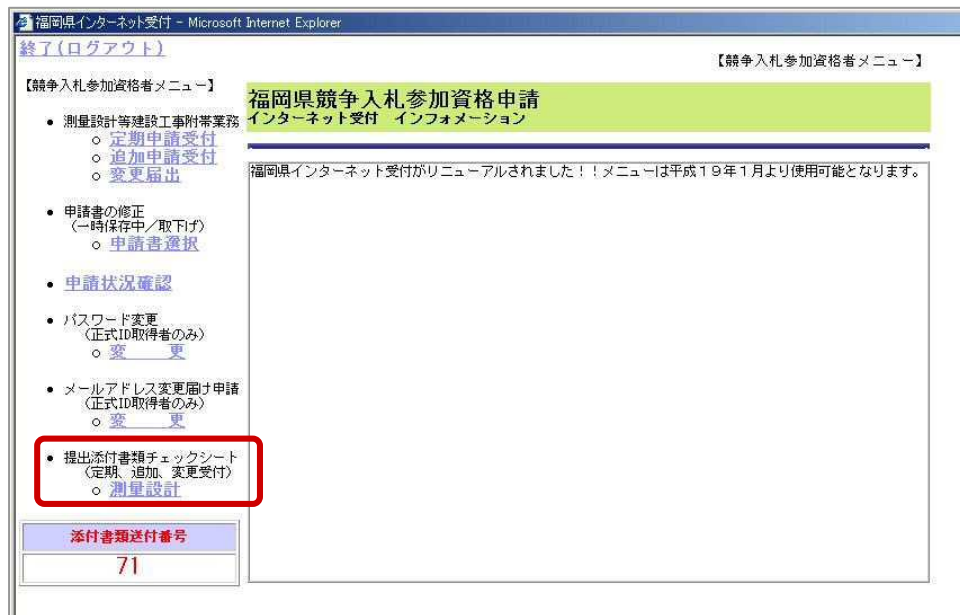 福岡県インターネット受付 - Microsoft Internet Explorer
終了(ログアウト)
【競争入札参加資格者メニュー】
【競争入札参加資格者メニュー】
• 測量設計等建設工事附帯業務
○ 定期申請受付
○ 追加申請受付
○ 変更届出
• 申請書の修正
(一時保存中/取下げ)
○ 申請書選択
• 申請状況確認
• パスワード変更
(正式ID取得者のみ)
○ 変 更
• メールアドレス変更届け申請
(正式ID取得者のみ)
○ 変 更
• 提出添付書類チェックシート
(定期、追加、変更受付)
○ 測量設計
添付書類送付番号
71
福岡県競争入札参加資格申請
インターネット受付 インフォメーション
福岡県インターネット受付がリニューアルされました!!メニューは平成19年1月より使用可能となります。